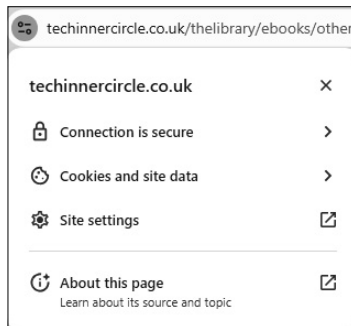 techinnercircle.co.uk/thelibrary/ebooks/other
techinnercircle.co.uk
Connection is secure
Cookies and site data
Site settings
About this page
Learn about its source and topic